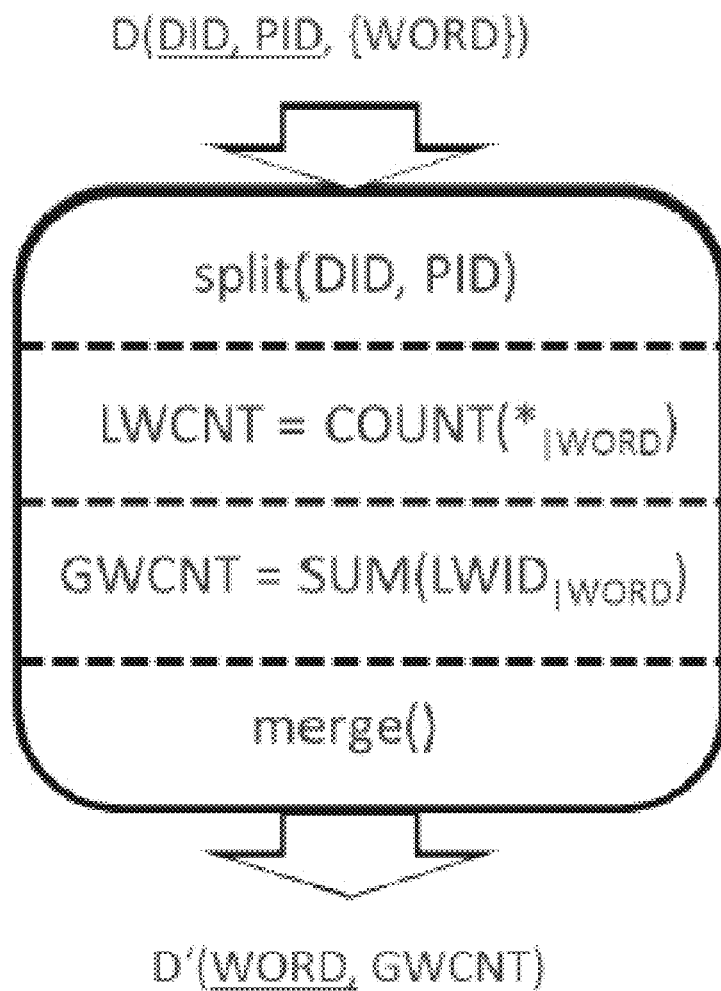 D(DID, PID, {WORD})
split(DID, PID)
LWCNT = COUNT(*|WORD)
GWCNT = SUM(LWID|WORD)
merge()
D'(WORD, GWCNT)